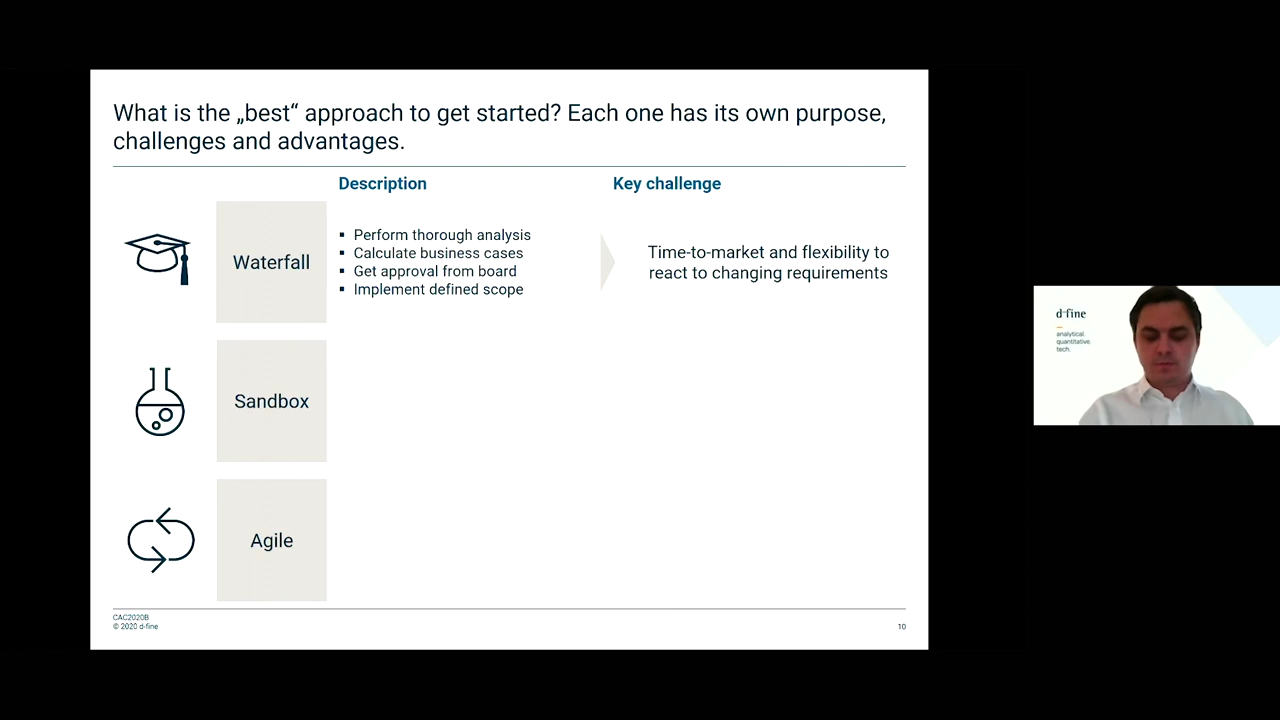 What is the „best“ approach to get started? Each one has its own purpose,
challenges and advantages.
Description
Key challenge
Waterfall
▪ Perform thorough analysis
▪ Calculate business cases
▪ Get approval from board
▪ Implement defined scope
Time-to-market and flexibility to
react to changing requirements
Sandbox
Agile
CAC2020B
© 2020 d-fine
10
d-fine
analytical.
quantitative.
tech.